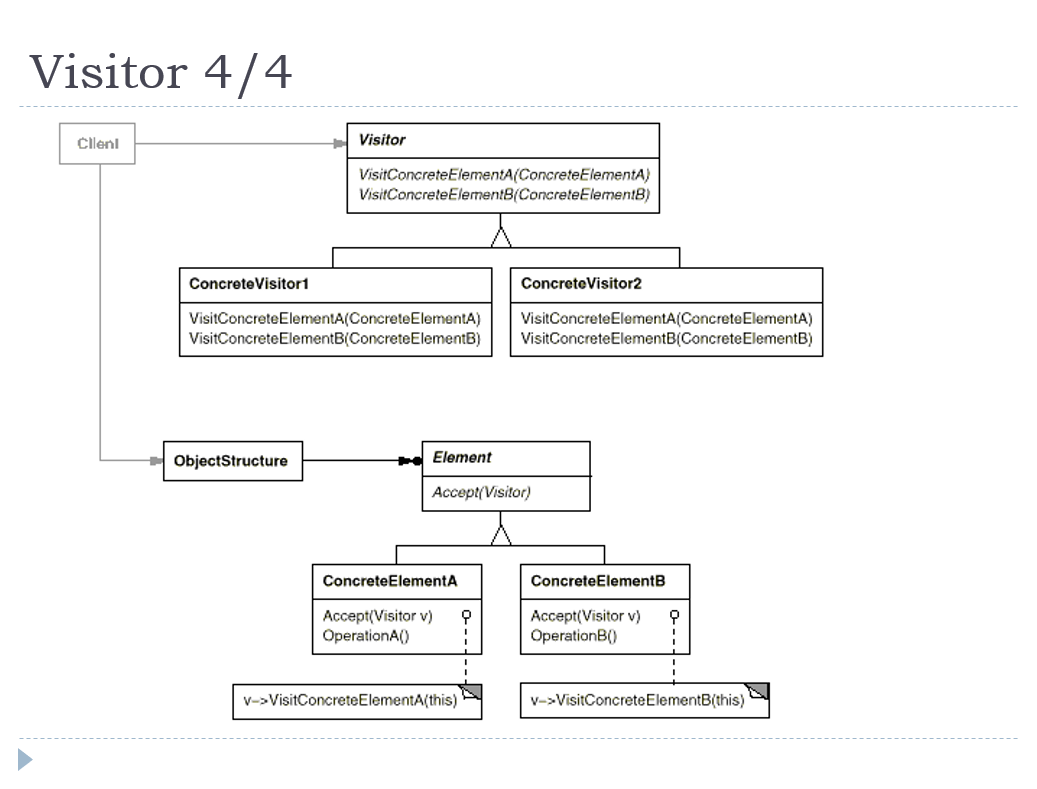 Visitor 4/4
Client
Visitor
VisitConcreteElementA(ConcreteElementA)
VisitConcreteElementB(ConcreteElementB)
ConcreteVisitor1
VisitConcreteElementA(ConcreteElementA)
VisitConcreteElementB(ConcreteElementB)
ConcreteVisitor2
VisitConcreteElementA(ConcreteElementA)
VisitConcreteElementB(ConcreteElementB)
ObjectStructure
Element
Accept(Visitor)
ConcreteElementA
Accept(Visitor v)
OperationA()
ConcreteElementB
Accept(Visitor v)
OperationB()
v–>VisitConcreteElementA(this)
v–>VisitConcreteElementB(this)